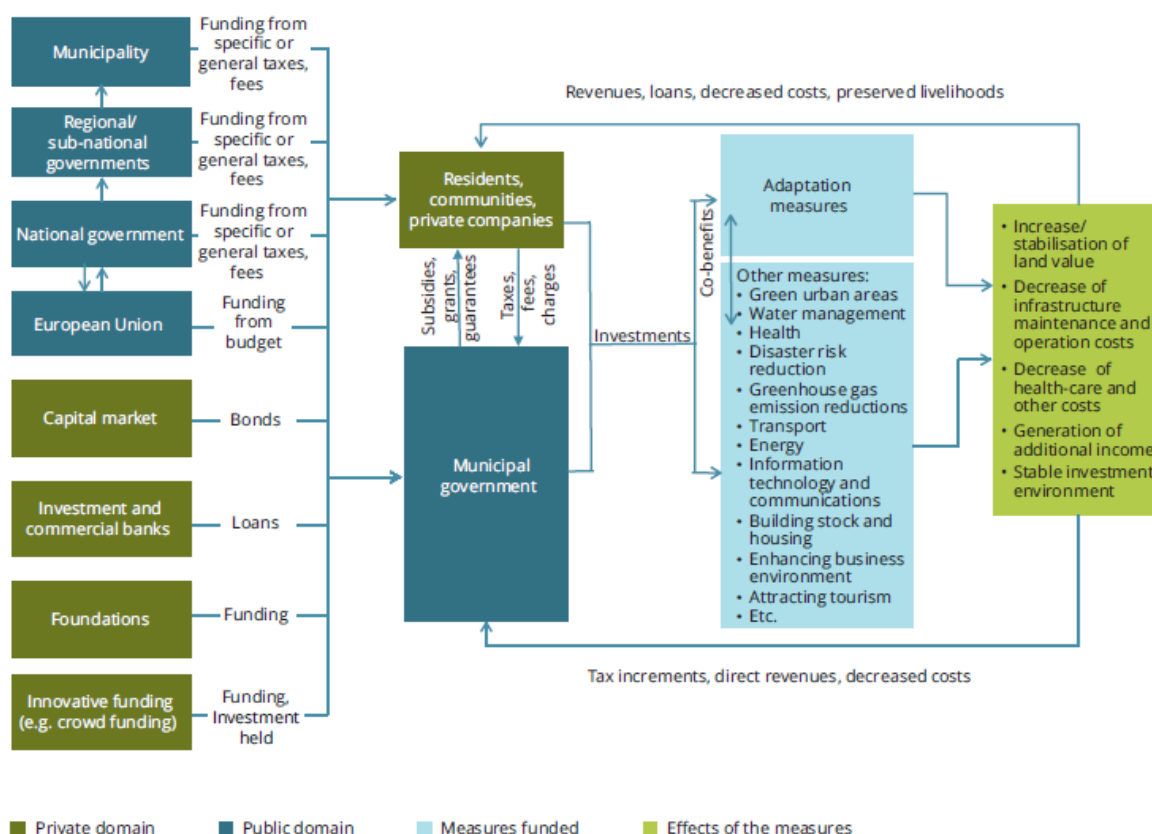 Municipality
Funding from
specific or
general taxes,
fees
Regional/
sub-national
governments
Funding from
specific or
general taxes,
fees
National government
Funding from
specific or
general taxes,
fees
European Union
Funding
from
budget
Capital market
Bonds
Investment and
commercial banks
Loans
Foundations
Funding
Innovative funding
(e.g. crowd funding)
Funding,
Investment
held
Revenues, loans, decreased costs, preserved livelihoods
Residents,
communities,
private companies
Subsidies,
grants,
guarantees
Taxes,
fees,
charges
Municipal
government
Investments
Co-benefits
Adaptation
measures
Other measures:
• Green urban areas
• Water management
• Health
• Disaster risk
reduction
• Greenhouse gas
emission reductions
• Transport
• Energy
• Information
technology and
communications
• Building stock and
housing
• Enhancing business
environment
• Attracting tourism
• Etc.
• Increase/
stabilisation of
land value
• Decrease of
infrastructure
maintenance and
operation costs
• Decrease of
health-care and
other costs
• Generation of
additional income
• Stable investment
environment
Tax increments, direct revenues, decreased costs
Private domain
Public domain
Measures funded
Effects of the measures